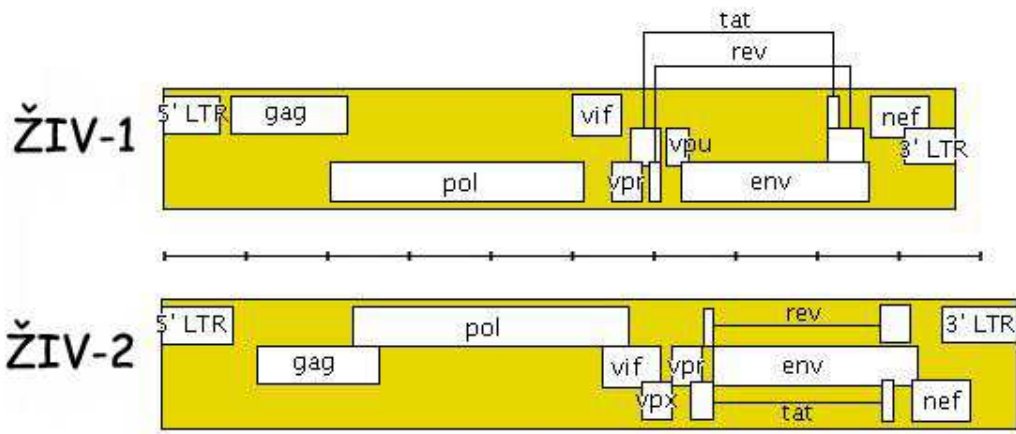 tat
rev
ŽIV-1
5' LTR gag vif nef
vpu 3' LTR
pol vpr env
ŽIV-2
5' LTR pol rev 3' LTR
gag vif vpr env
vpx tat nef